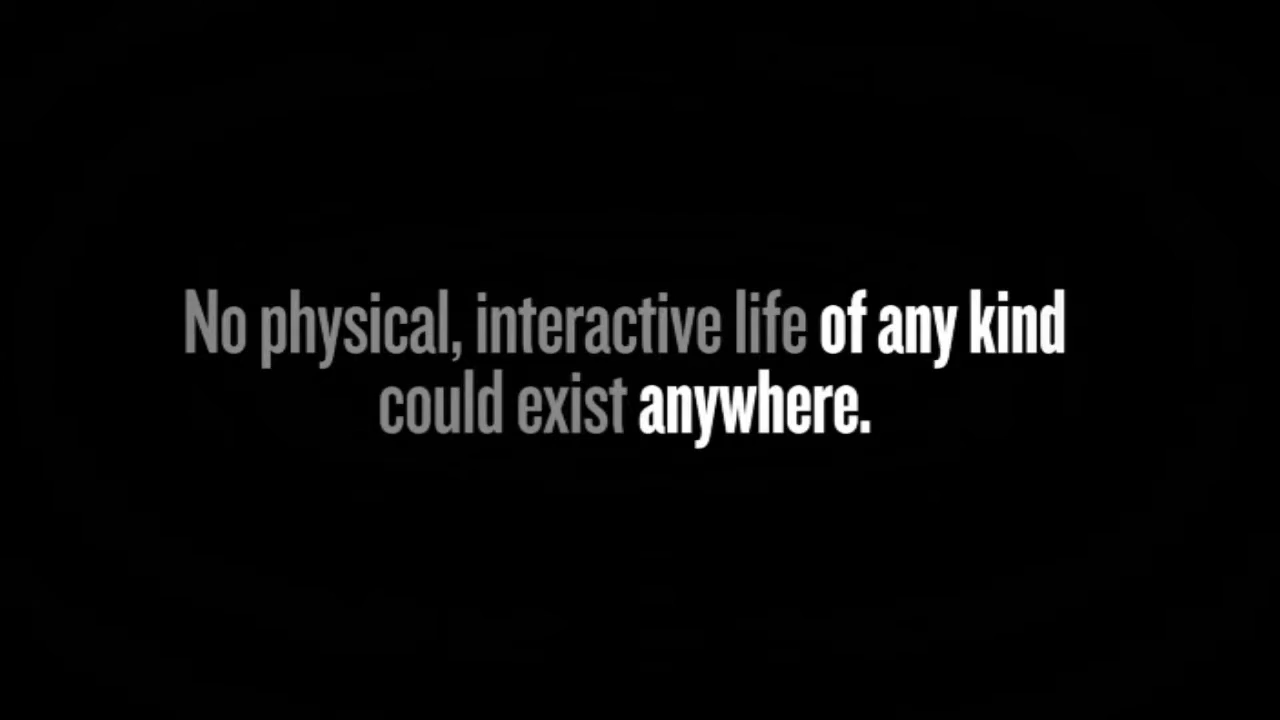 No physical, interactive life of any kind
could exist anywhere.